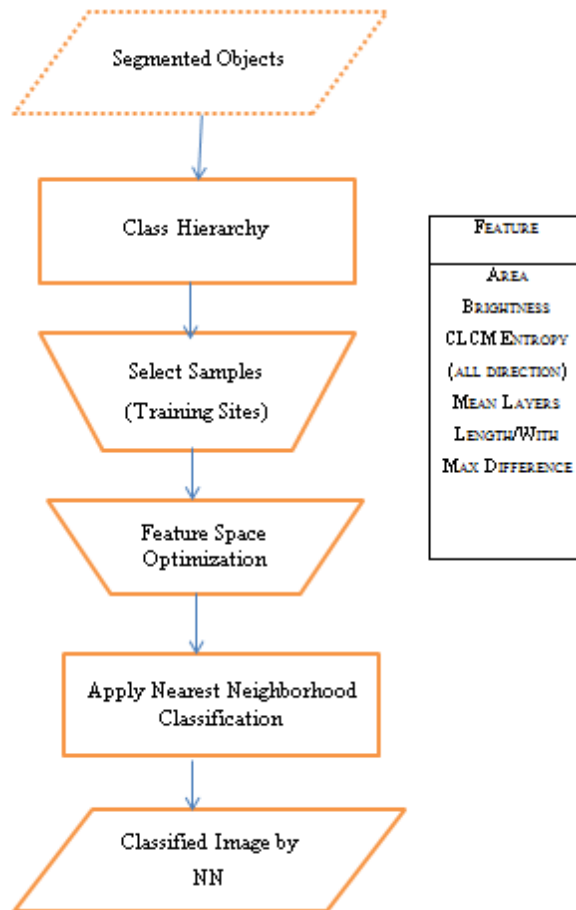 Segmented Objects
Class Hierarchy
Select Samples
(Training Sites)
Feature Space
Optimization
Apply Nearest Neighborhood
Classification
Classified Image by
NN
FEATURE
AREA
BRIGHTNESS
CLCM ENTROPY
(ALL DIRECTION)
MEAN LAYERS
LENGTH/WITH
MAX DIFFERENCE